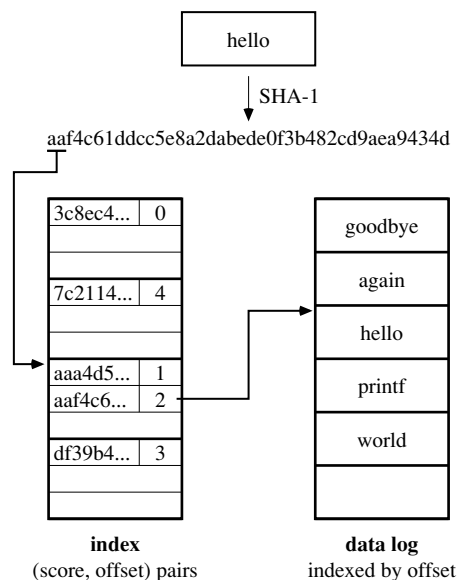 hello
SHA-1
aaf4c61ddcc5e8a2dabede0f3b482cd9aea9434d
3c8ec4... 0
7c2114... 4
aaa4d5... 1
aaf4c6... 2
df39b4... 3
goodbye
again
hello
printf
world
index
(score, offset) pairs
data log
indexed by offset